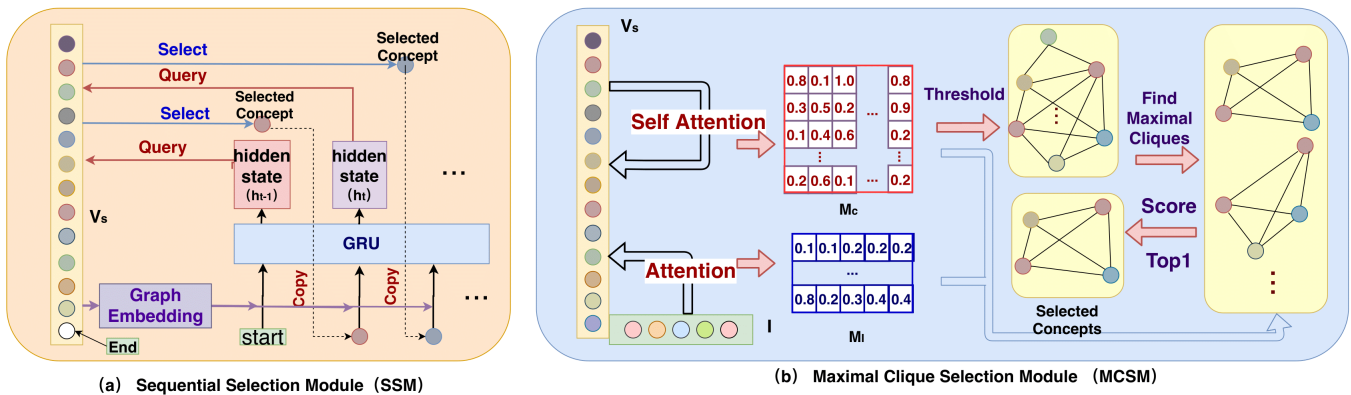 Select
Selected
Concept
Query
Selected
Concept
Select
Query
hidden
state
(ht-1)
hidden
state
(ht)
...
Vs
GRU
Copy
Copy
Graph
Embedding
...
start
End
(a) Sequential Selection Module (SSM)
Vs
Self Attention
0.8 0.1 1.0 0.8
0.3 0.5 0.2 ... 0.9
0.1 0.4 0.6 0.2
... ...
0.2 0.6 0.1 ... 0.2
Mc
Threshold
...
Find
Maximal
Cliques
Score
Top1
...
Selected
Concepts
Attention
0.1 0.1 0.2 0.2 0.2
...
0.8 0.2 0.3 0.4 0.4
MI
I
(b) Maximal Clique Selection Module (MCSM)